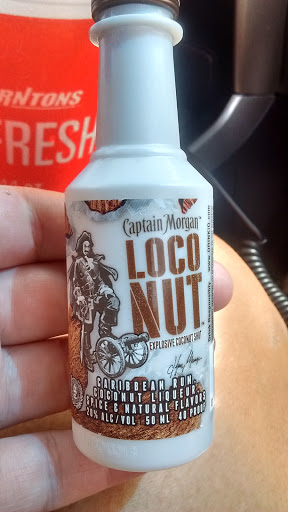 RNTONS
FRESH
Captain Morgan
LOCO
NUT
EXPLOSIVE COCONUT SHOT
CARIBBEAN RUM,
COCONUT LIQUEUR,
SPICE & NATURAL FLAVORS
20% ALC/VOL 50 ML 40 PROOF